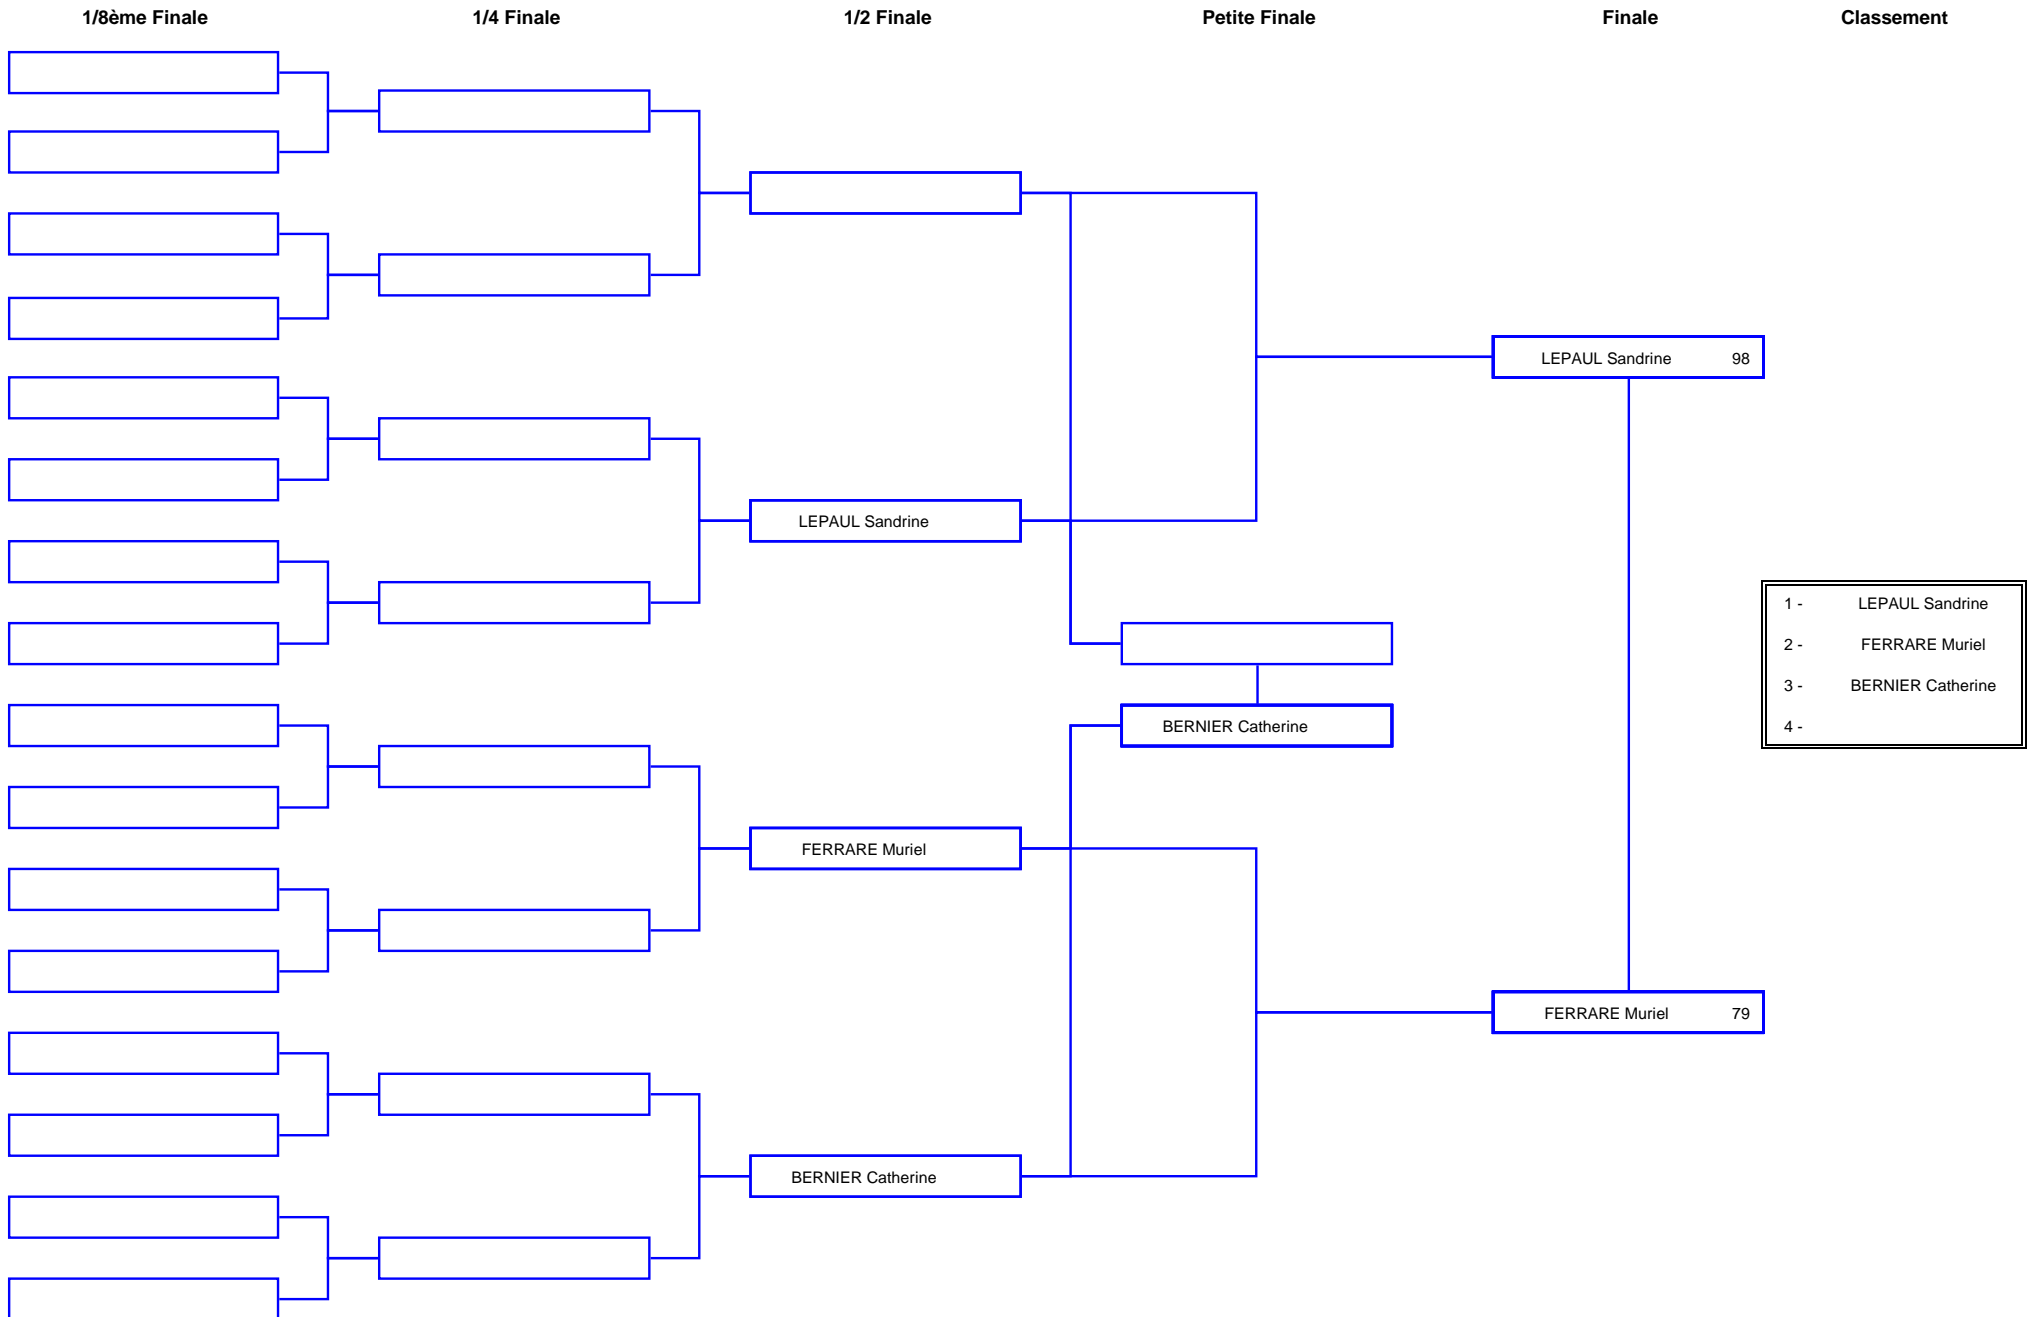 1/8ème Finale
1/4 Finale
1/2 Finale
Petite Finale
Finale
Classement
LEPAUL Sandrine 98
LEPAUL Sandrine
1 - LEPAUL Sandrine
2 - FERRARE Muriel
3 - BERNIER Catherine
4 -
BERNIER Catherine
FERRARE Muriel
FERRARE Muriel 79
BERNIER Catherine